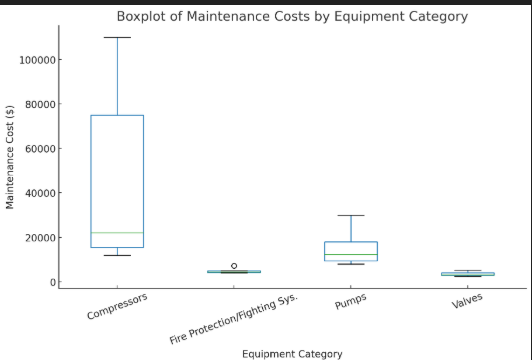 Boxplot of Maintenance Costs by Equipment Category
Maintenance Cost ($)
100000
80000
60000
40000
20000
0
Compressors
Fire Protection/Fighting Sys.
Pumps
Valves
Equipment Category